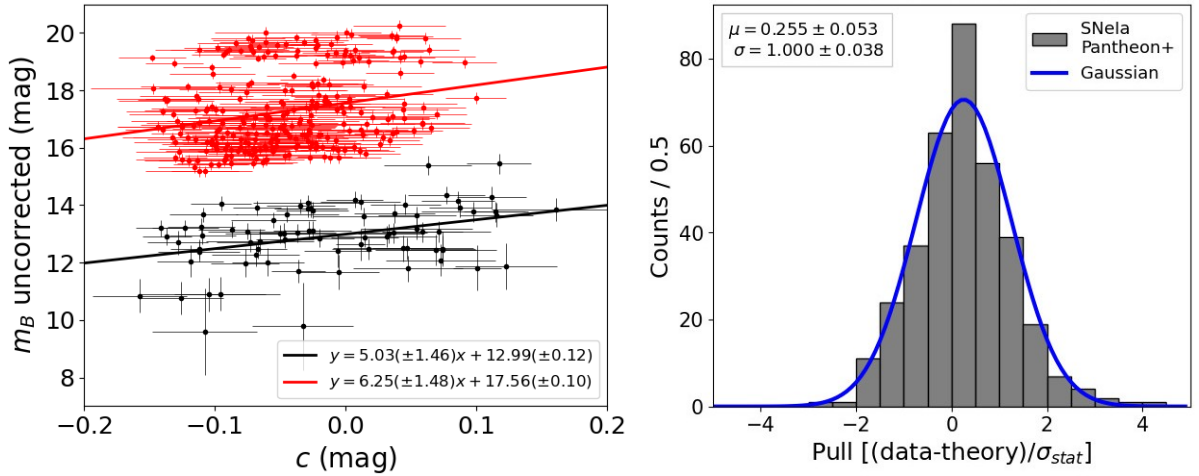 20
18
16
14
12
10
8
m_B uncorrected (mag)
y = 5.03(±1.46)x + 12.99(±0.12)
y = 6.25(±1.48)x + 17.56(±0.10)
−0.2 −0.1 0.0 0.1 0.2
c (mag)
μ = 0.255 ± 0.053
σ = 1.000 ± 0.038
SNeIa
Pantheon+
Gaussian
80
60
40
20
0
Counts / 0.5
−4 −2 0 2 4
Pull [(data-theory)/σ_stat]